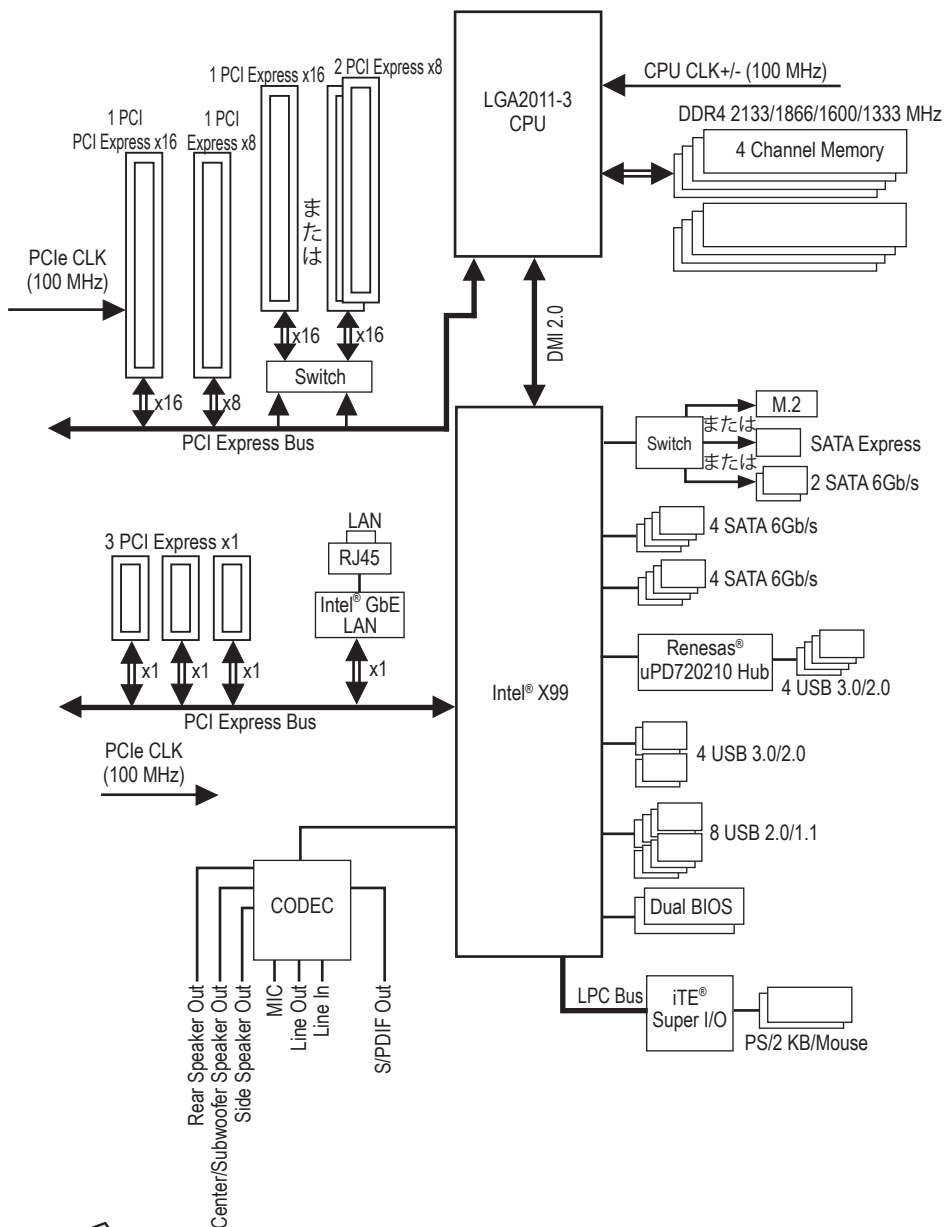 1 PCI Express x16
2 PCI Express x8
1 PCI
PCI Express x16
1 PCI
Express x8
または
PCIe CLK
(100 MHz)
x16
x16
Switch
x16
x8
PCI Express Bus
LGA2011-3
CPU
CPU CLK+/- (100 MHz)
DDR4 2133/1866/1600/1333 MHz
4 Channel Memory
DMI 2.0
Switch
または
または
M.2
SATA Express
2 SATA 6Gb/s
4 SATA 6Gb/s
4 SATA 6Gb/s
Renesas®
uPD720210 Hub
4 USB 3.0/2.0
Intel® X99
4 USB 3.0/2.0
8 USB 2.0/1.1
Dual BIOS
LPC Bus
iTE®
Super I/O
PS/2 KB/Mouse
3 PCI Express x1
LAN
RJ45
Intel® GbE
LAN
x1
x1
x1
x1
PCI Express Bus
PCIe CLK
(100 MHz)
CODEC
Rear Speaker Out
Center/Subwoofer Speaker Out
Side Speaker Out
MIC
Line Out
Line In
S/PDIF Out